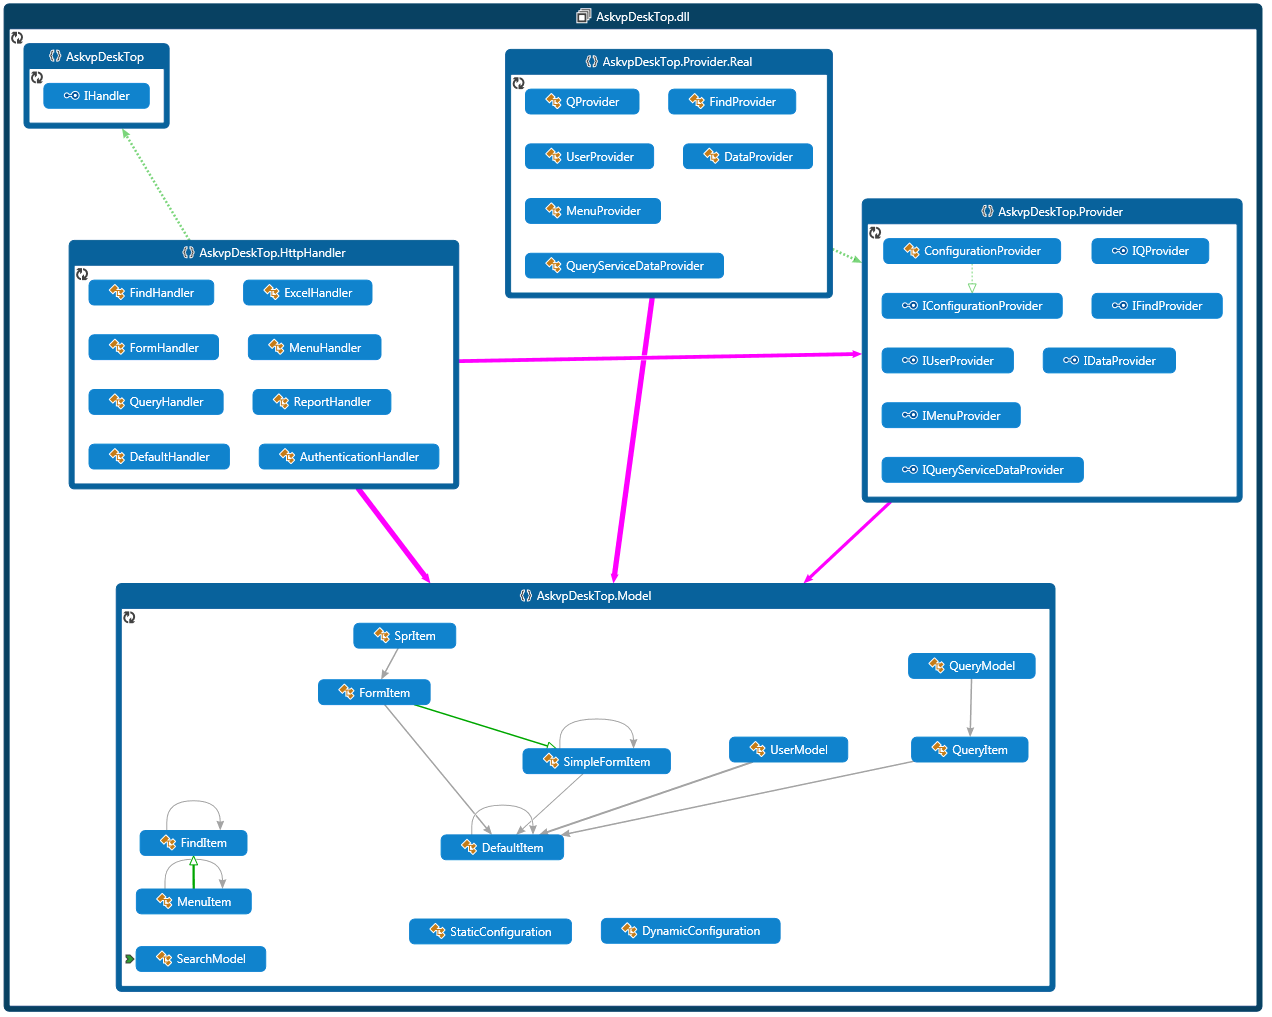 AskvpDeskTop.dll
AskvpDeskTop
IHandler
AskvpDeskTop.Provider.Real
QProvider
FindProvider
UserProvider
DataProvider
MenuProvider
QueryServiceDataProvider
AskvpDeskTop.Provider
ConfigurationProvider
IQProvider
IConfigurationProvider
IFindProvider
IUserProvider
IDataProvider
IMenuProvider
IQueryServiceDataProvider
AskvpDeskTop.HttpHandler
FindHandler
ExcelHandler
FormHandler
MenuHandler
QueryHandler
ReportHandler
DefaultHandler
AuthenticationHandler
AskvpDeskTop.Model
SprItem
FormItem
QueryModel
SimpleFormItem
UserModel
QueryItem
FindItem
DefaultItem
MenuItem
StaticConfiguration
DynamicConfiguration
SearchModel